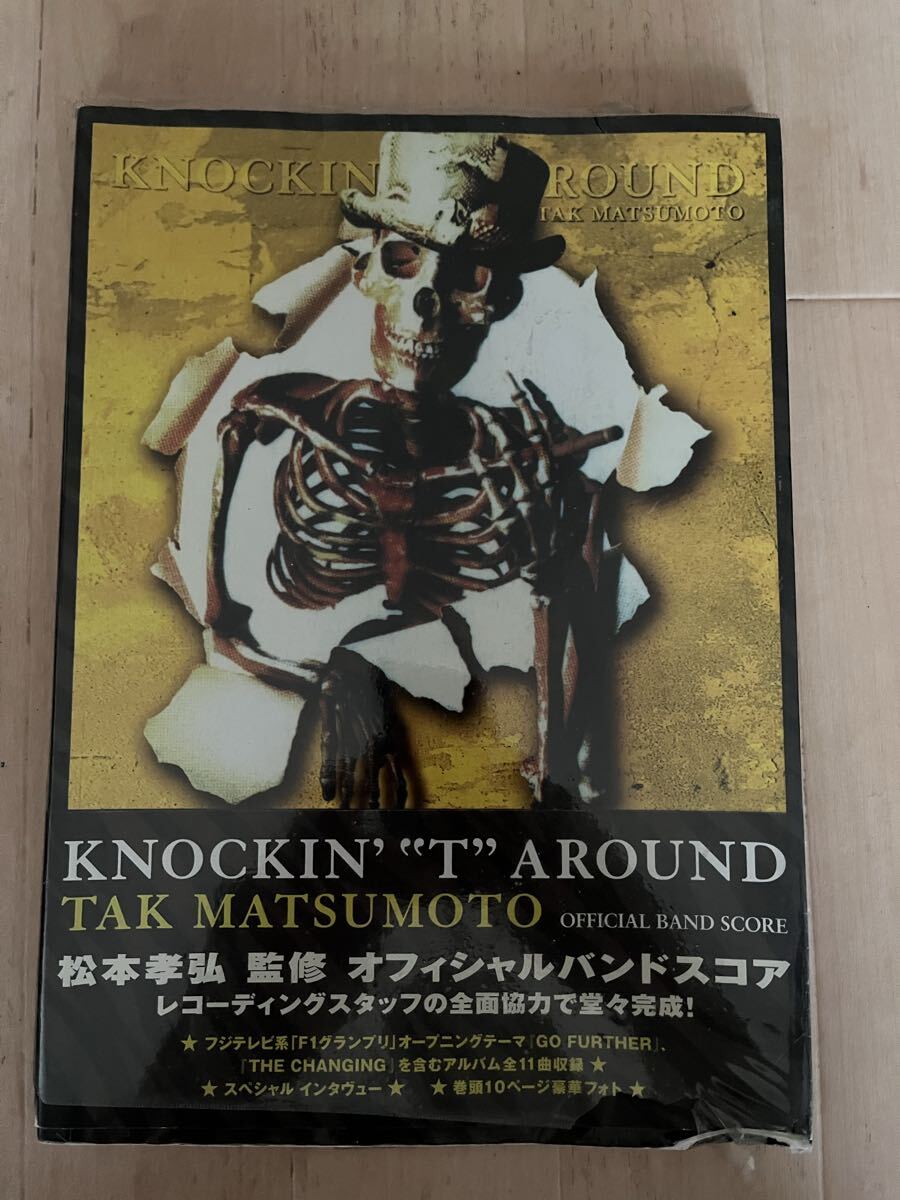 KNOCKIN' ROUND
TAK MATSUMOTO
KNOCKIN' “T” AROUND
TAK MATSUMOTO OFFICIAL BAND SCORE
松本孝弘 監修 オフィシャルバンドスコア
レコーディングスタッフの全面協力で堂々完成!
★ フジテレビ系「F1グランプリ」オープニングテーマ『GO FURTHER』、
『THE CHANGING』を含むアルバム全11曲収録 ★
★ スペシャル インタヴュー ★ ★ 巻頭10ページ豪華フォト ★